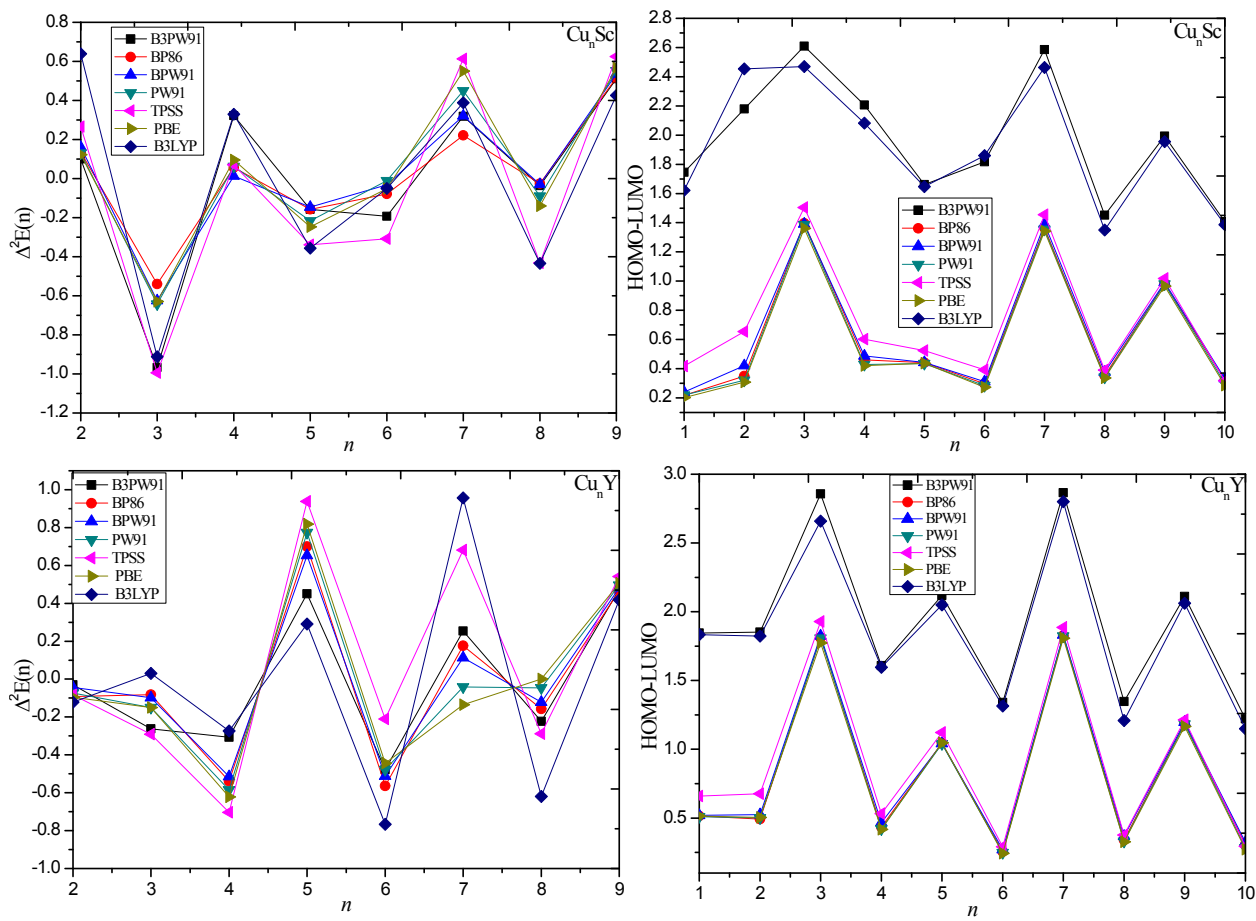 Cu_nSc
B3PW91
BP86
BPW91
PW91
TPSS
PBE
B3LYP
Δ²E(n)
0.8
0.6
0.4
0.2
0.0
-0.2
-0.4
-0.6
-0.8
-1.0
-1.2
2 3 4 5 6 7 8 9
n
Cu_nSc
B3PW91
BP86
BPW91
PW91
TPSS
PBE
B3LYP
HOMO-LUMO
2.8
2.6
2.4
2.2
2.0
1.8
1.6
1.4
1.2
1.0
0.8
0.6
0.4
0.2
1 2 3 4 5 6 7 8 9 10
n
Cu_nY
B3PW91
BP86
BPW91
PW91
TPSS
PBE
B3LYP
Δ²E(n)
1.0
0.8
0.6
0.4
0.2
0.0
-0.2
-0.4
-0.6
-0.8
-1.0
2 3 4 5 6 7 8 9
n
Cu_nY
B3PW91
BP86
BPW91
PW91
TPSS
PBE
B3LYP
HOMO-LUMO
3.0
2.5
2.0
1.5
1.0
0.5
1 2 3 4 5 6 7 8 9 10
n